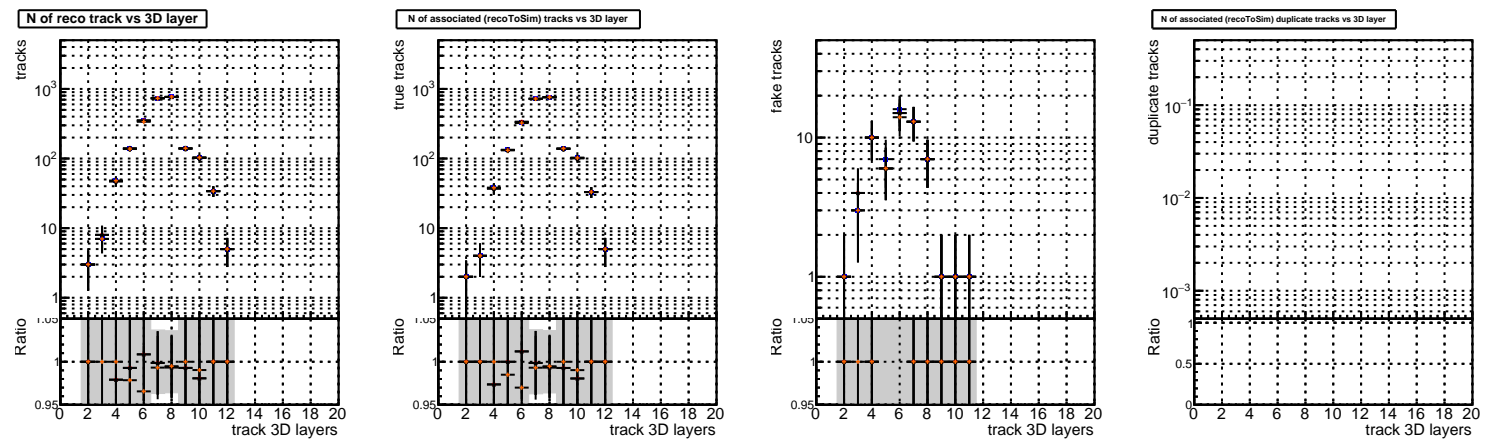 N of reco track vs 3D layer
tracks
10³
10²
10
1
Ratio
1.05
1
0.95
0 2 4 6 8 10 12 14 16 18 20
track 3D layers
N of associated (recoToSim) tracks vs 3D layer
true tracks
10³
10²
10
1
Ratio
1.05
1
0.95
0 2 4 6 8 10 12 14 16 18 20
track 3D layers
fake tracks
10
1
Ratio
1.05
1
0.95
0 2 4 6 8 10 12 14 16 18 20
track 3D layers
N of associated (recoToSim) duplicate tracks vs 3D layer
duplicate tracks
10⁻¹
10⁻²
10⁻³
Ratio
1
0.5
0
0 2 4 6 8 10 12 14 16 18 20
track 3D layers